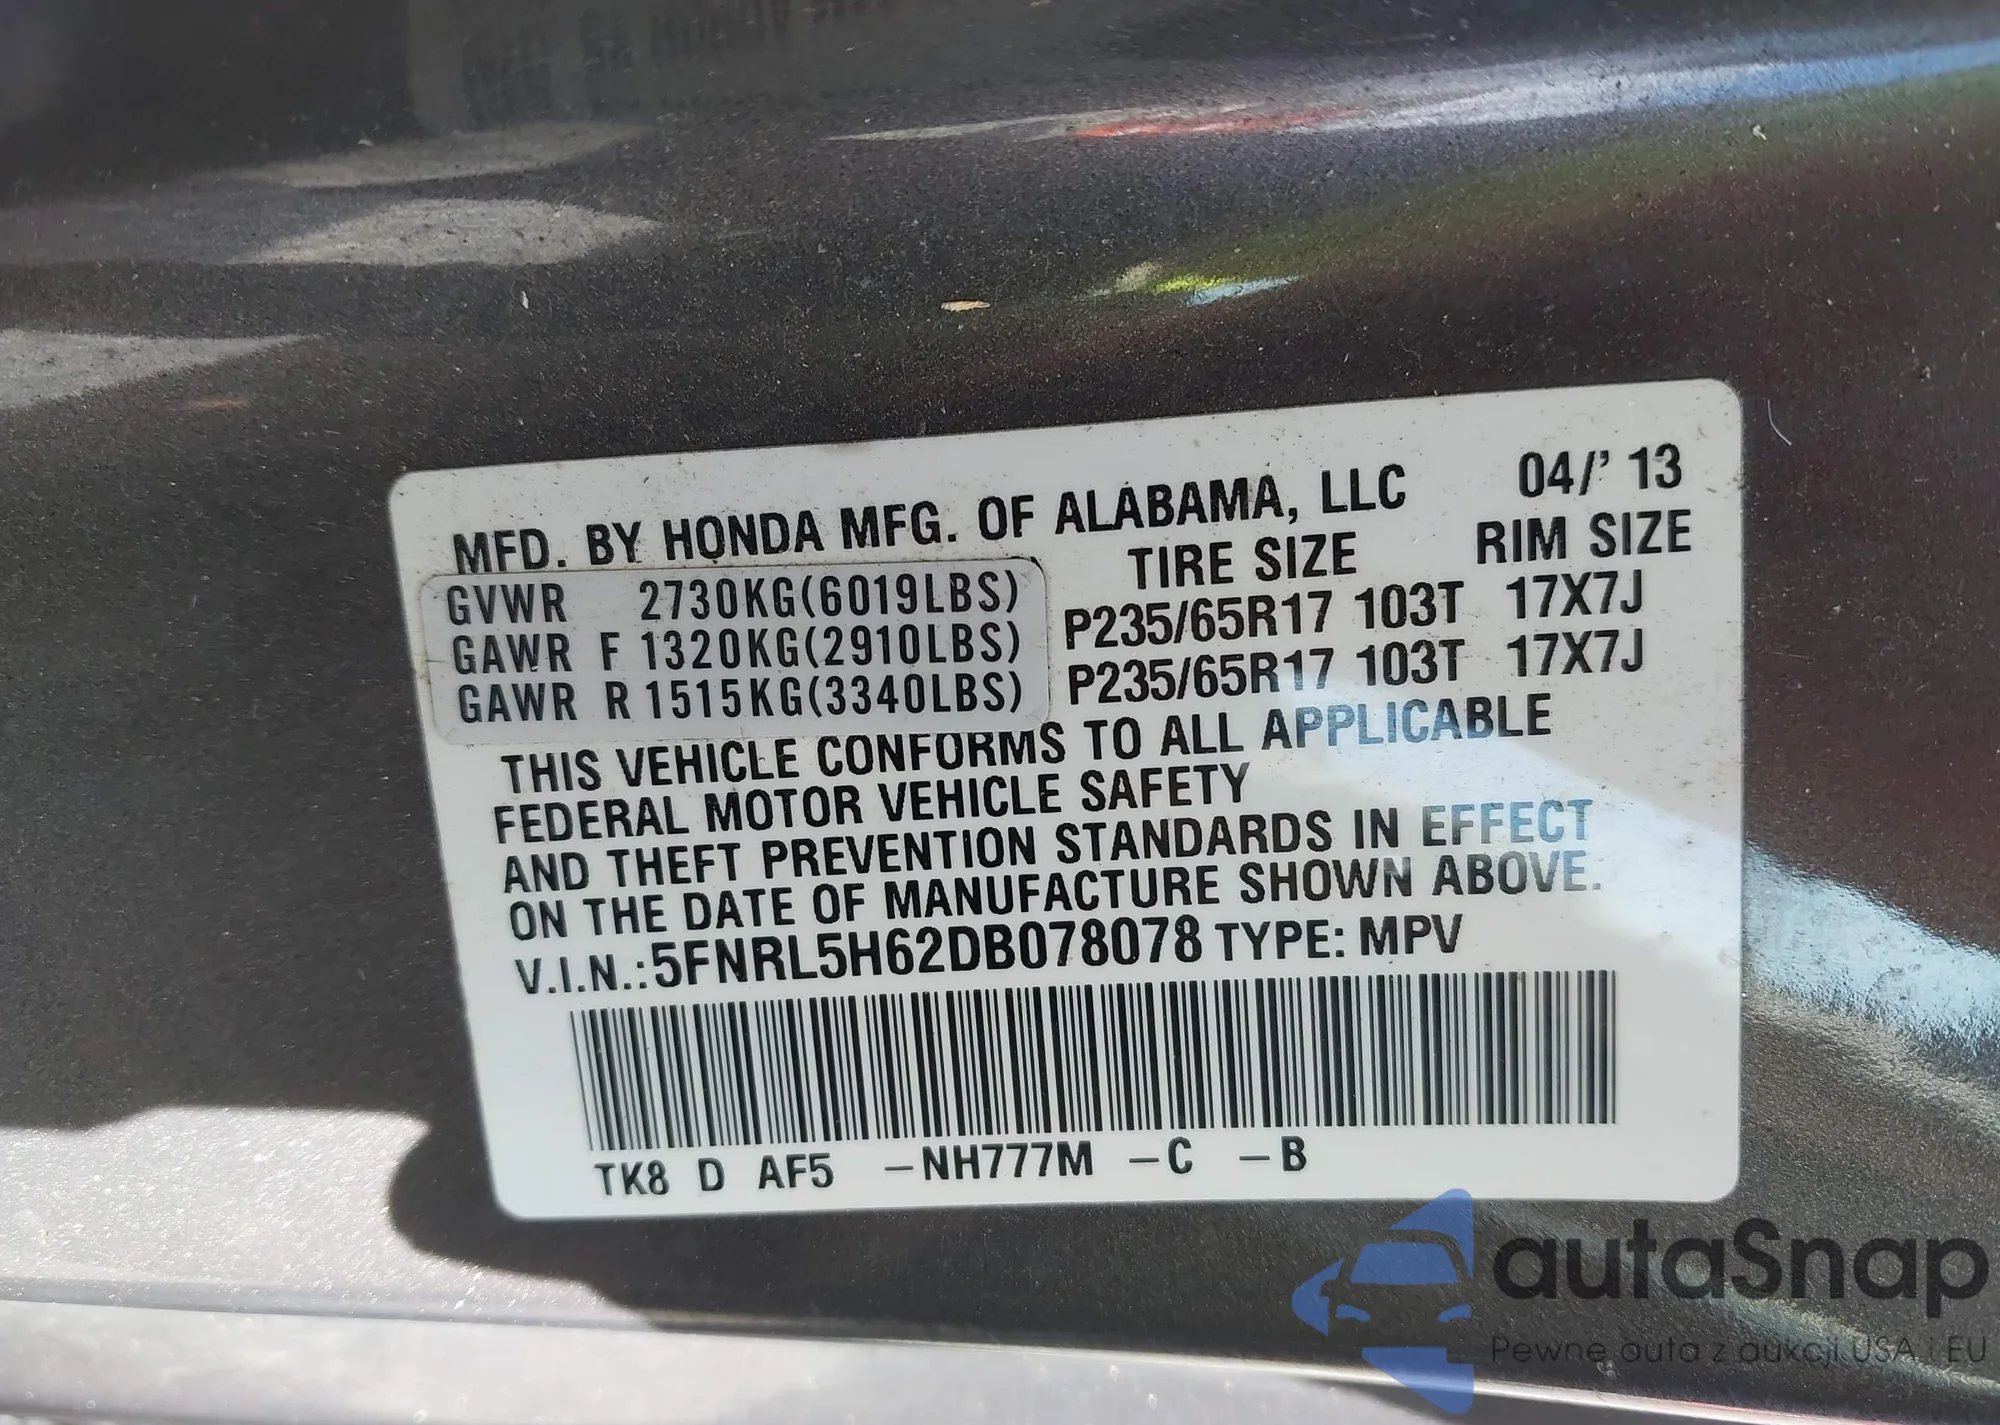 MFD. BY HONDA MFG. OF ALABAMA, LLC 04/' 13
TIRE SIZE RIM SIZE
GVWR 2730KG(6019LBS)
GAWR F 1320KG(2910LBS) P235/65R17 103T 17X7J
GAWR R 1515KG(3340LBS) P235/65R17 103T 17X7J
THIS VEHICLE CONFORMS TO ALL APPLICABLE
FEDERAL MOTOR VEHICLE SAFETY
AND THEFT PREVENTION STANDARDS IN EFFECT
ON THE DATE OF MANUFACTURE SHOWN ABOVE.
V.I.N.:5FNRL5H62DB078078 TYPE: MPV
TK8 D AF5 –NH777M –C –B
autaSnap
Pewne auta z aukcji USA i EU